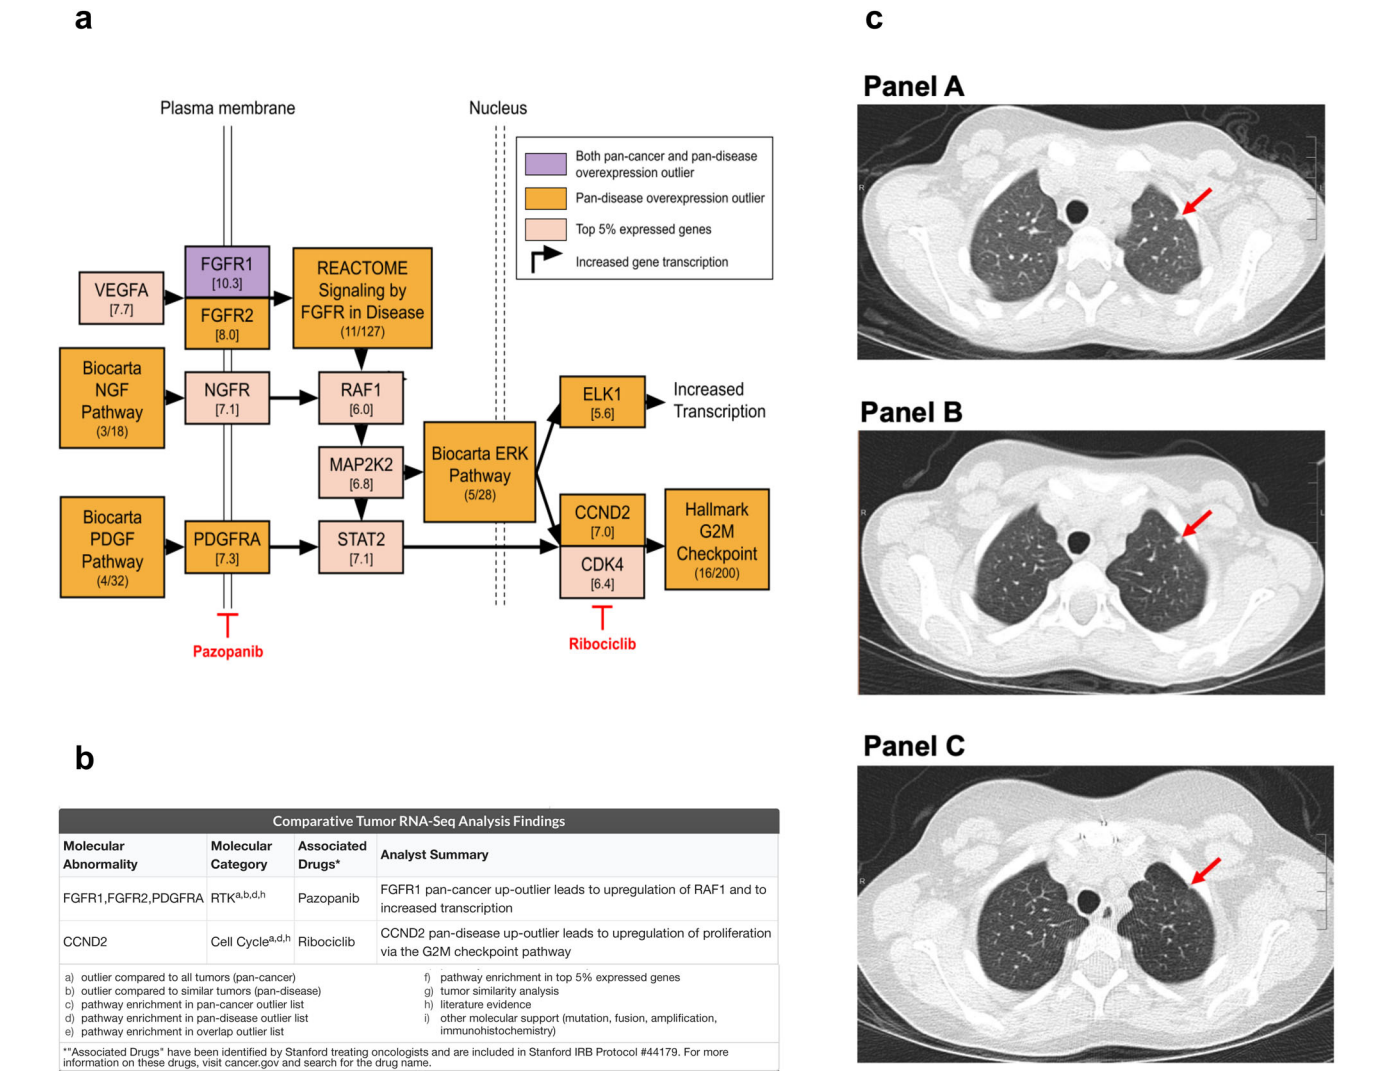 a
Plasma membrane
Nucleus
Both pan-cancer and pan-disease
overexpression outlier
Pan-disease overexpression outlier
Top 5% expressed genes
Increased gene transcription
VEGFA
[7.7]
FGFR1
[10.3]
FGFR2
[8.0]
REACTOME
Signaling by
FGFR in Disease
(11/127)
Biocarta
NGF
Pathway
(3/18)
NGFR
[7.1]
RAF1
[6.0]
MAP2K2
[6.8]
Biocarta ERK
Pathway
(5/28)
ELK1
[5.6]
Increased
Transcription
Biocarta
PDGF
Pathway
(4/32)
PDGFRA
[7.3]
STAT2
[7.1]
CCND2
[7.0]
CDK4
[6.4]
Hallmark
G2M
Checkpoint
(16/200)
Pazopanib
Ribociclib
b
Comparative Tumor RNA-Seq Analysis Findings
Molecular Abnormality
Molecular Category
Associated Drugs*
Analyst Summary
FGFR1,FGFR2,PDGFRA
RTKa,b,d,h
Pazopanib
FGFR1 pan-cancer up-outlier leads to upregulation of RAF1 and to
increased transcription
CCND2
Cell Cyclea,d,h
Ribociclib
CCND2 pan-disease up-outlier leads to upregulation of proliferation
via the G2M checkpoint pathway
a) outlier compared to all tumors (pan-cancer)
b) outlier compared to similar tumors (pan-disease)
c) pathway enrichment in pan-cancer outlier list
d) pathway enrichment in pan-disease outlier list
e) pathway enrichment in overlap outlier list
f) pathway enrichment in top 5% expressed genes
g) tumor similarity analysis
h) literature evidence
i) other molecular support (mutation, fusion, amplification,
immunohistochemistry)
*"Associated Drugs" have been identified by Stanford treating oncologists and are included in Stanford IRB Protocol #44179. For more
information on these drugs, visit cancer.gov and search for the drug name.
c
Panel A
R
L
Panel B
R
L
Panel C
R